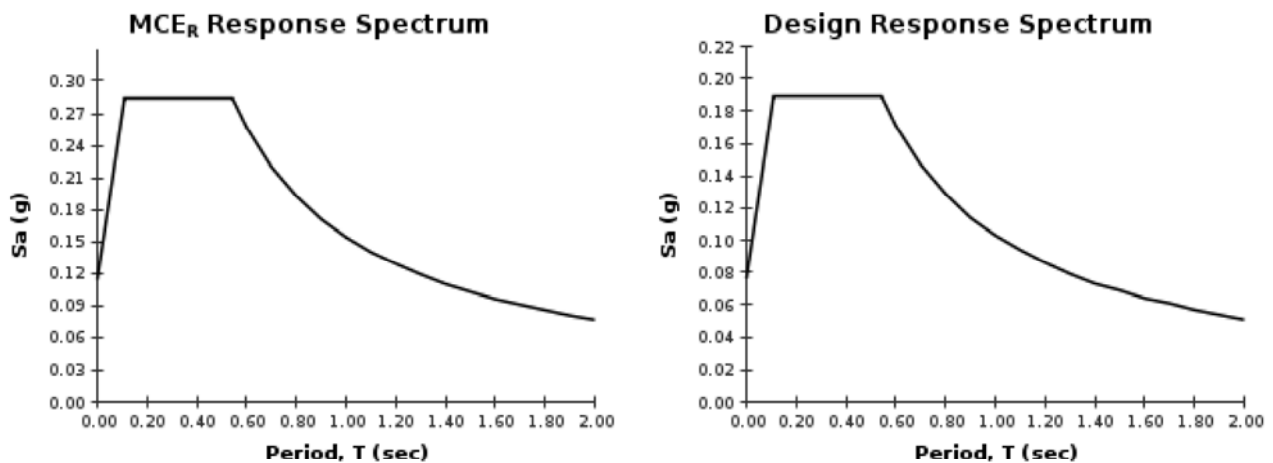 MCE_R Response Spectrum
Sa (g)
0.30
0.27
0.24
0.21
0.18
0.15
0.12
0.09
0.06
0.03
0.00
0.00 0.20 0.40 0.60 0.80 1.00 1.20 1.40 1.60 1.80 2.00
Period, T (sec)
Design Response Spectrum
Sa (g)
0.22
0.20
0.18
0.16
0.14
0.12
0.10
0.08
0.06
0.04
0.02
0.00
0.00 0.20 0.40 0.60 0.80 1.00 1.20 1.40 1.60 1.80 2.00
Period, T (sec)